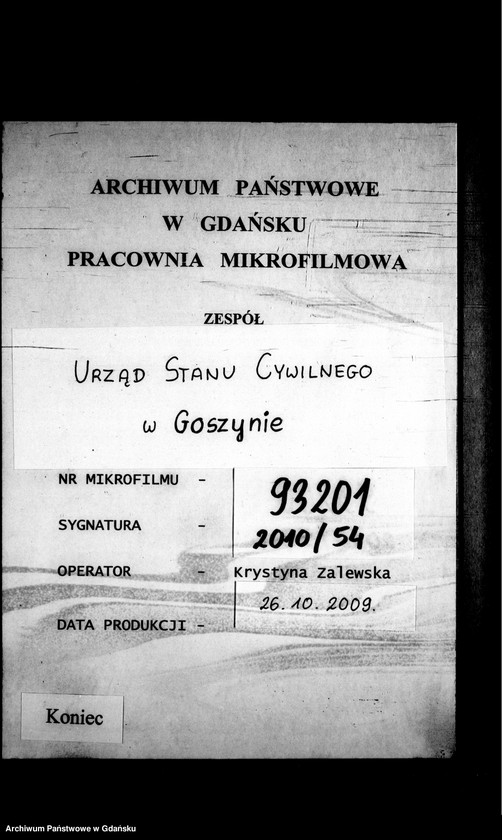 ARCHIWUM PAŃSTWOWE
W GDAŃSKU
PRACOWNIA MIKROFILMOWA
ZESPÓŁ
URZĄD STANU CYWILNEGO
w Goszynie
NR MIKROFILMU - 93201
SYGNATURA - 2010/54
OPERATOR - Krystyna Zalewska
DATA PRODUKCJI - 26.10.2009.
Koniec
Archiwum Państwowe w Gdańsku